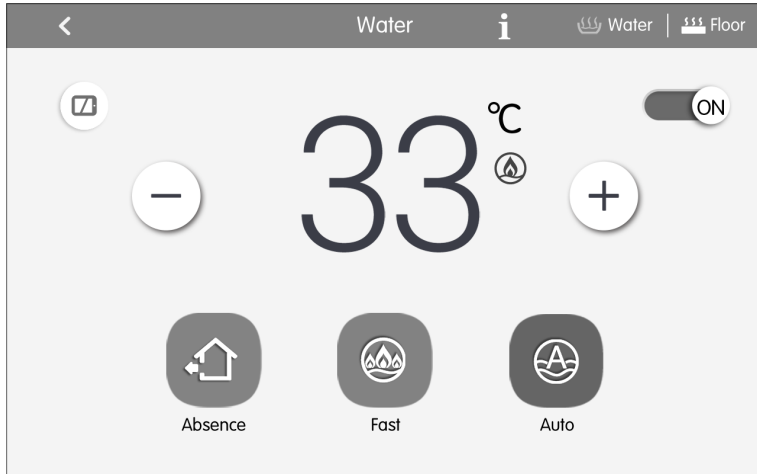 Water
i
Water | Floor
ON
33 °C
Absence
Fast
A
Auto